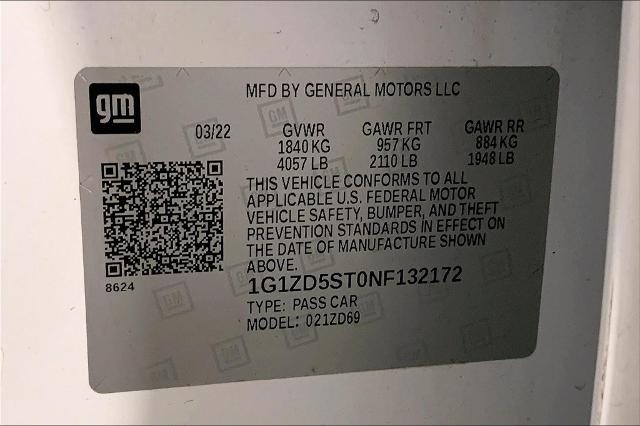 gm
MFD BY GENERAL MOTORS LLC
03/22 GVWR GAWR FRT GAWR RR
1840 KG 957 KG 884 KG
4057 LB 2110 LB 1948 LB
THIS VEHICLE CONFORMS TO ALL
APPLICABLE U.S. FEDERAL MOTOR
VEHICLE SAFETY, BUMPER, AND THEFT
PREVENTION STANDARDS IN EFFECT ON
THE DATE OF MANUFACTURE SHOWN
ABOVE.
8624
1G1ZD5ST0NF132172
TYPE: PASS CAR
MODEL: 021ZD69